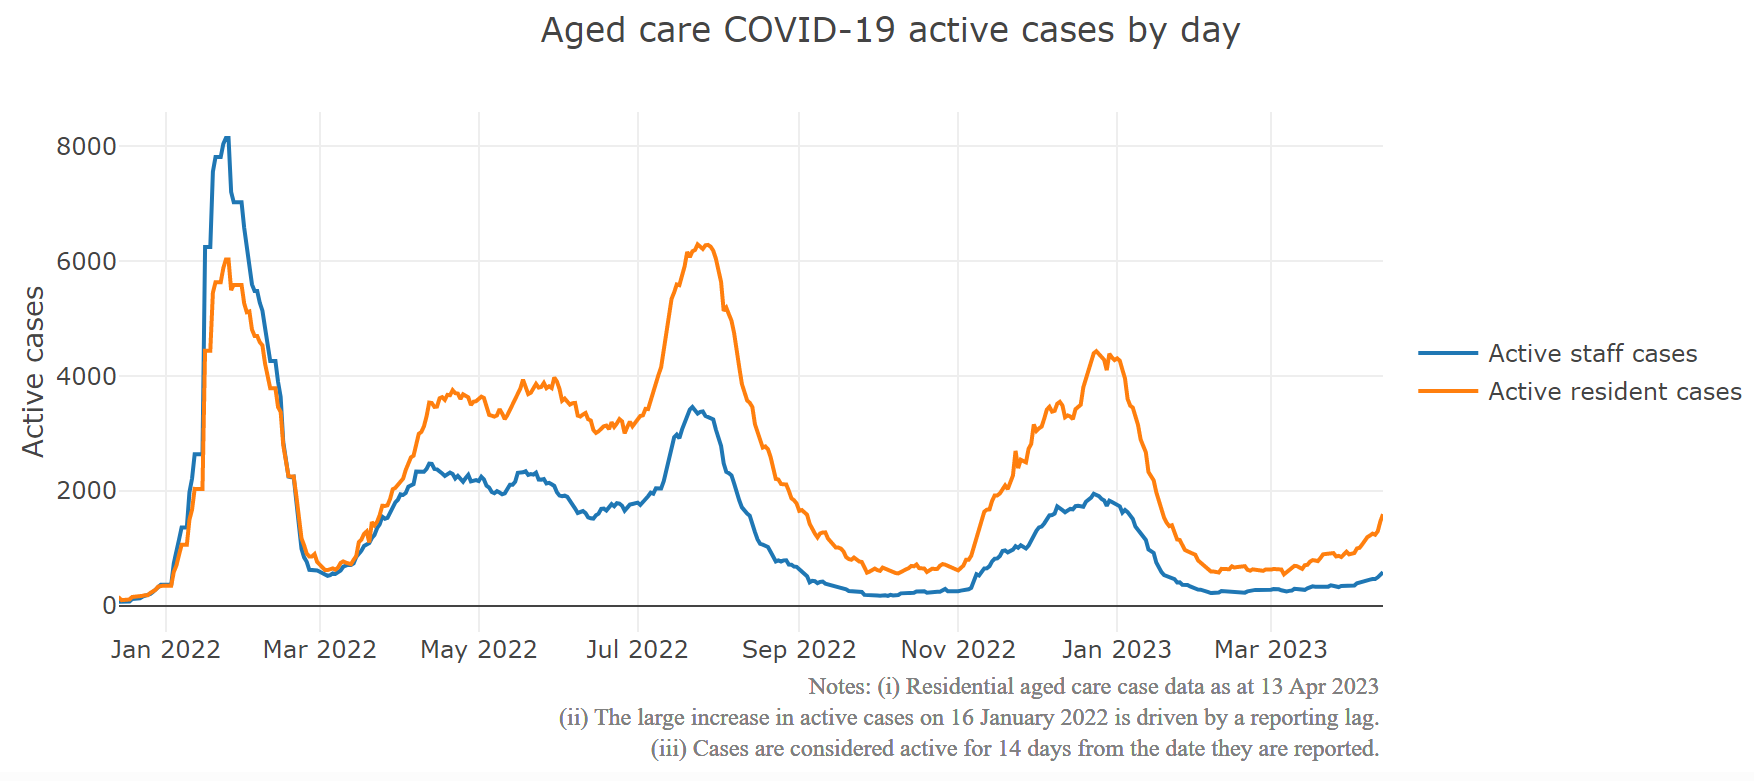 Aged care COVID-19 active cases by day
Active cases
8000
6000
4000
2000
0
Jan 2022 Mar 2022 May 2022 Jul 2022 Sep 2022 Nov 2022 Jan 2023 Mar 2023
Active staff cases
Active resident cases
Notes: (i) Residential aged care case data as at 13 Apr 2023
(ii) The large increase in active cases on 16 January 2022 is driven by a reporting lag.
(iii) Cases are considered active for 14 days from the date they are reported.